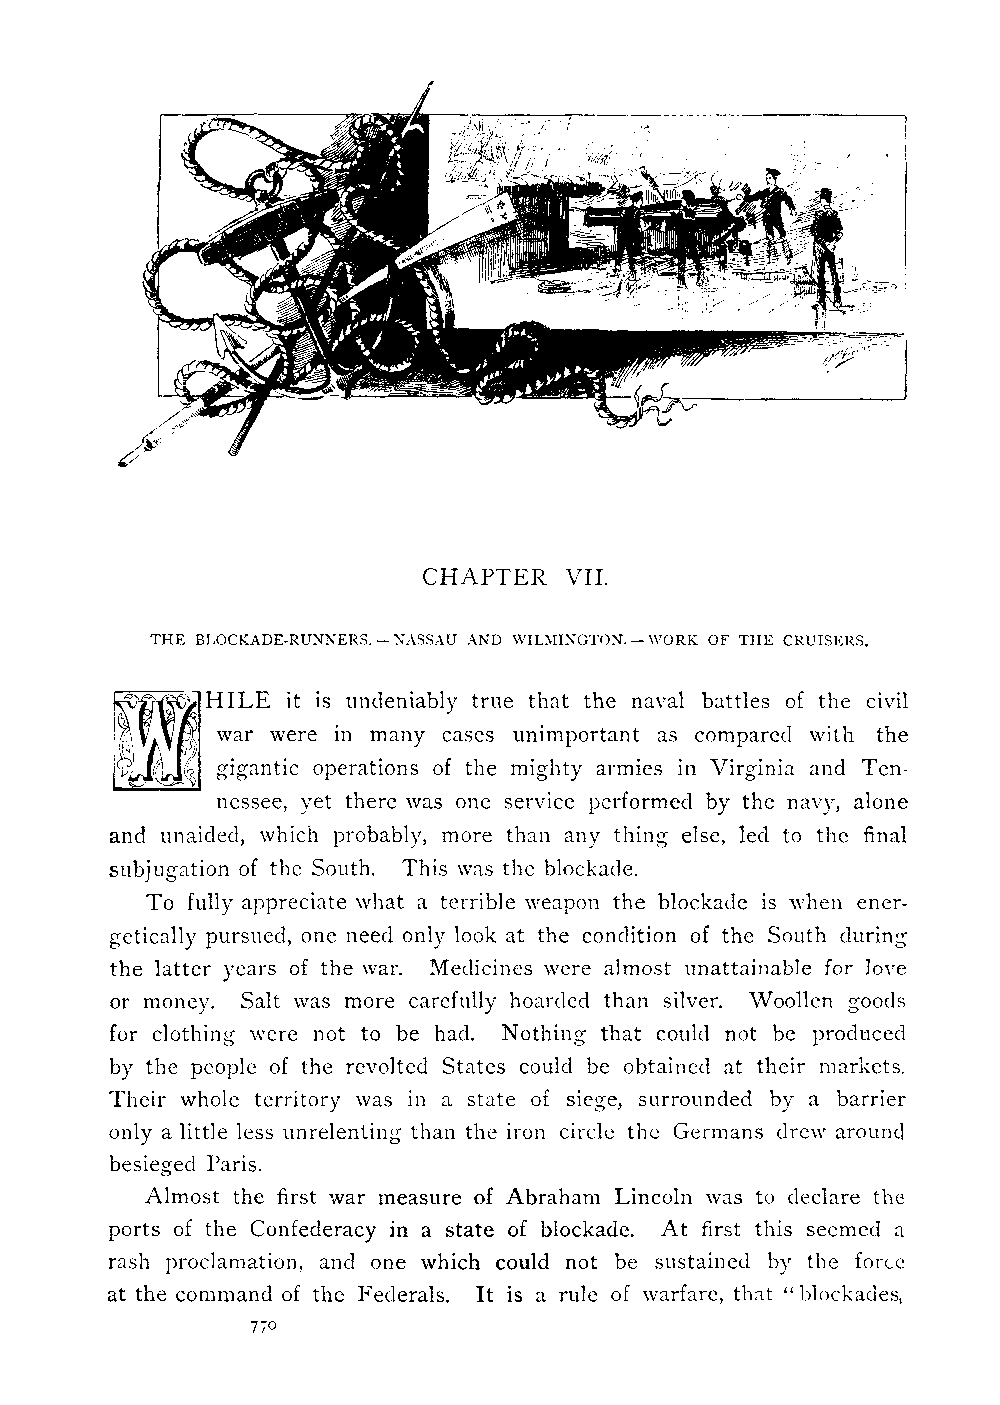 CHAPTER VII.
THE BLOCKADE-RUNNERS. — NASSAU AND WILMINGTON. — WORK OF THE CRUISERS.
WHILE it is undeniably true that the naval battles of the civil
war were in many cases unimportant as compared with the
gigantic operations of the mighty armies in Virginia and Ten-
nessee, yet there was one service performed by the navy, alone
and unaided, which probably, more than any thing else, led to the final
subjugation of the South. This was the blockade.
To fully appreciate what a terrible weapon the blockade is when ener-
getically pursued, one need only look at the condition of the South during
the latter years of the war. Medicines were almost unattainable for love
or money. Salt was more carefully hoarded than silver. Woollen goods
for clothing were not to be had. Nothing that could not be produced
by the people of the revolted States could be obtained at their markets.
Their whole territory was in a state of siege, surrounded by a barrier
only a little less unrelenting than the iron circle the Germans drew around
besieged Paris.
Almost the first war measure of Abraham Lincoln was to declare the
ports of the Confederacy in a state of blockade. At first this seemed a
rash proclamation, and one which could not be sustained by the force
at the command of the Federals. It is a rule of warfare, that "blockades,
770